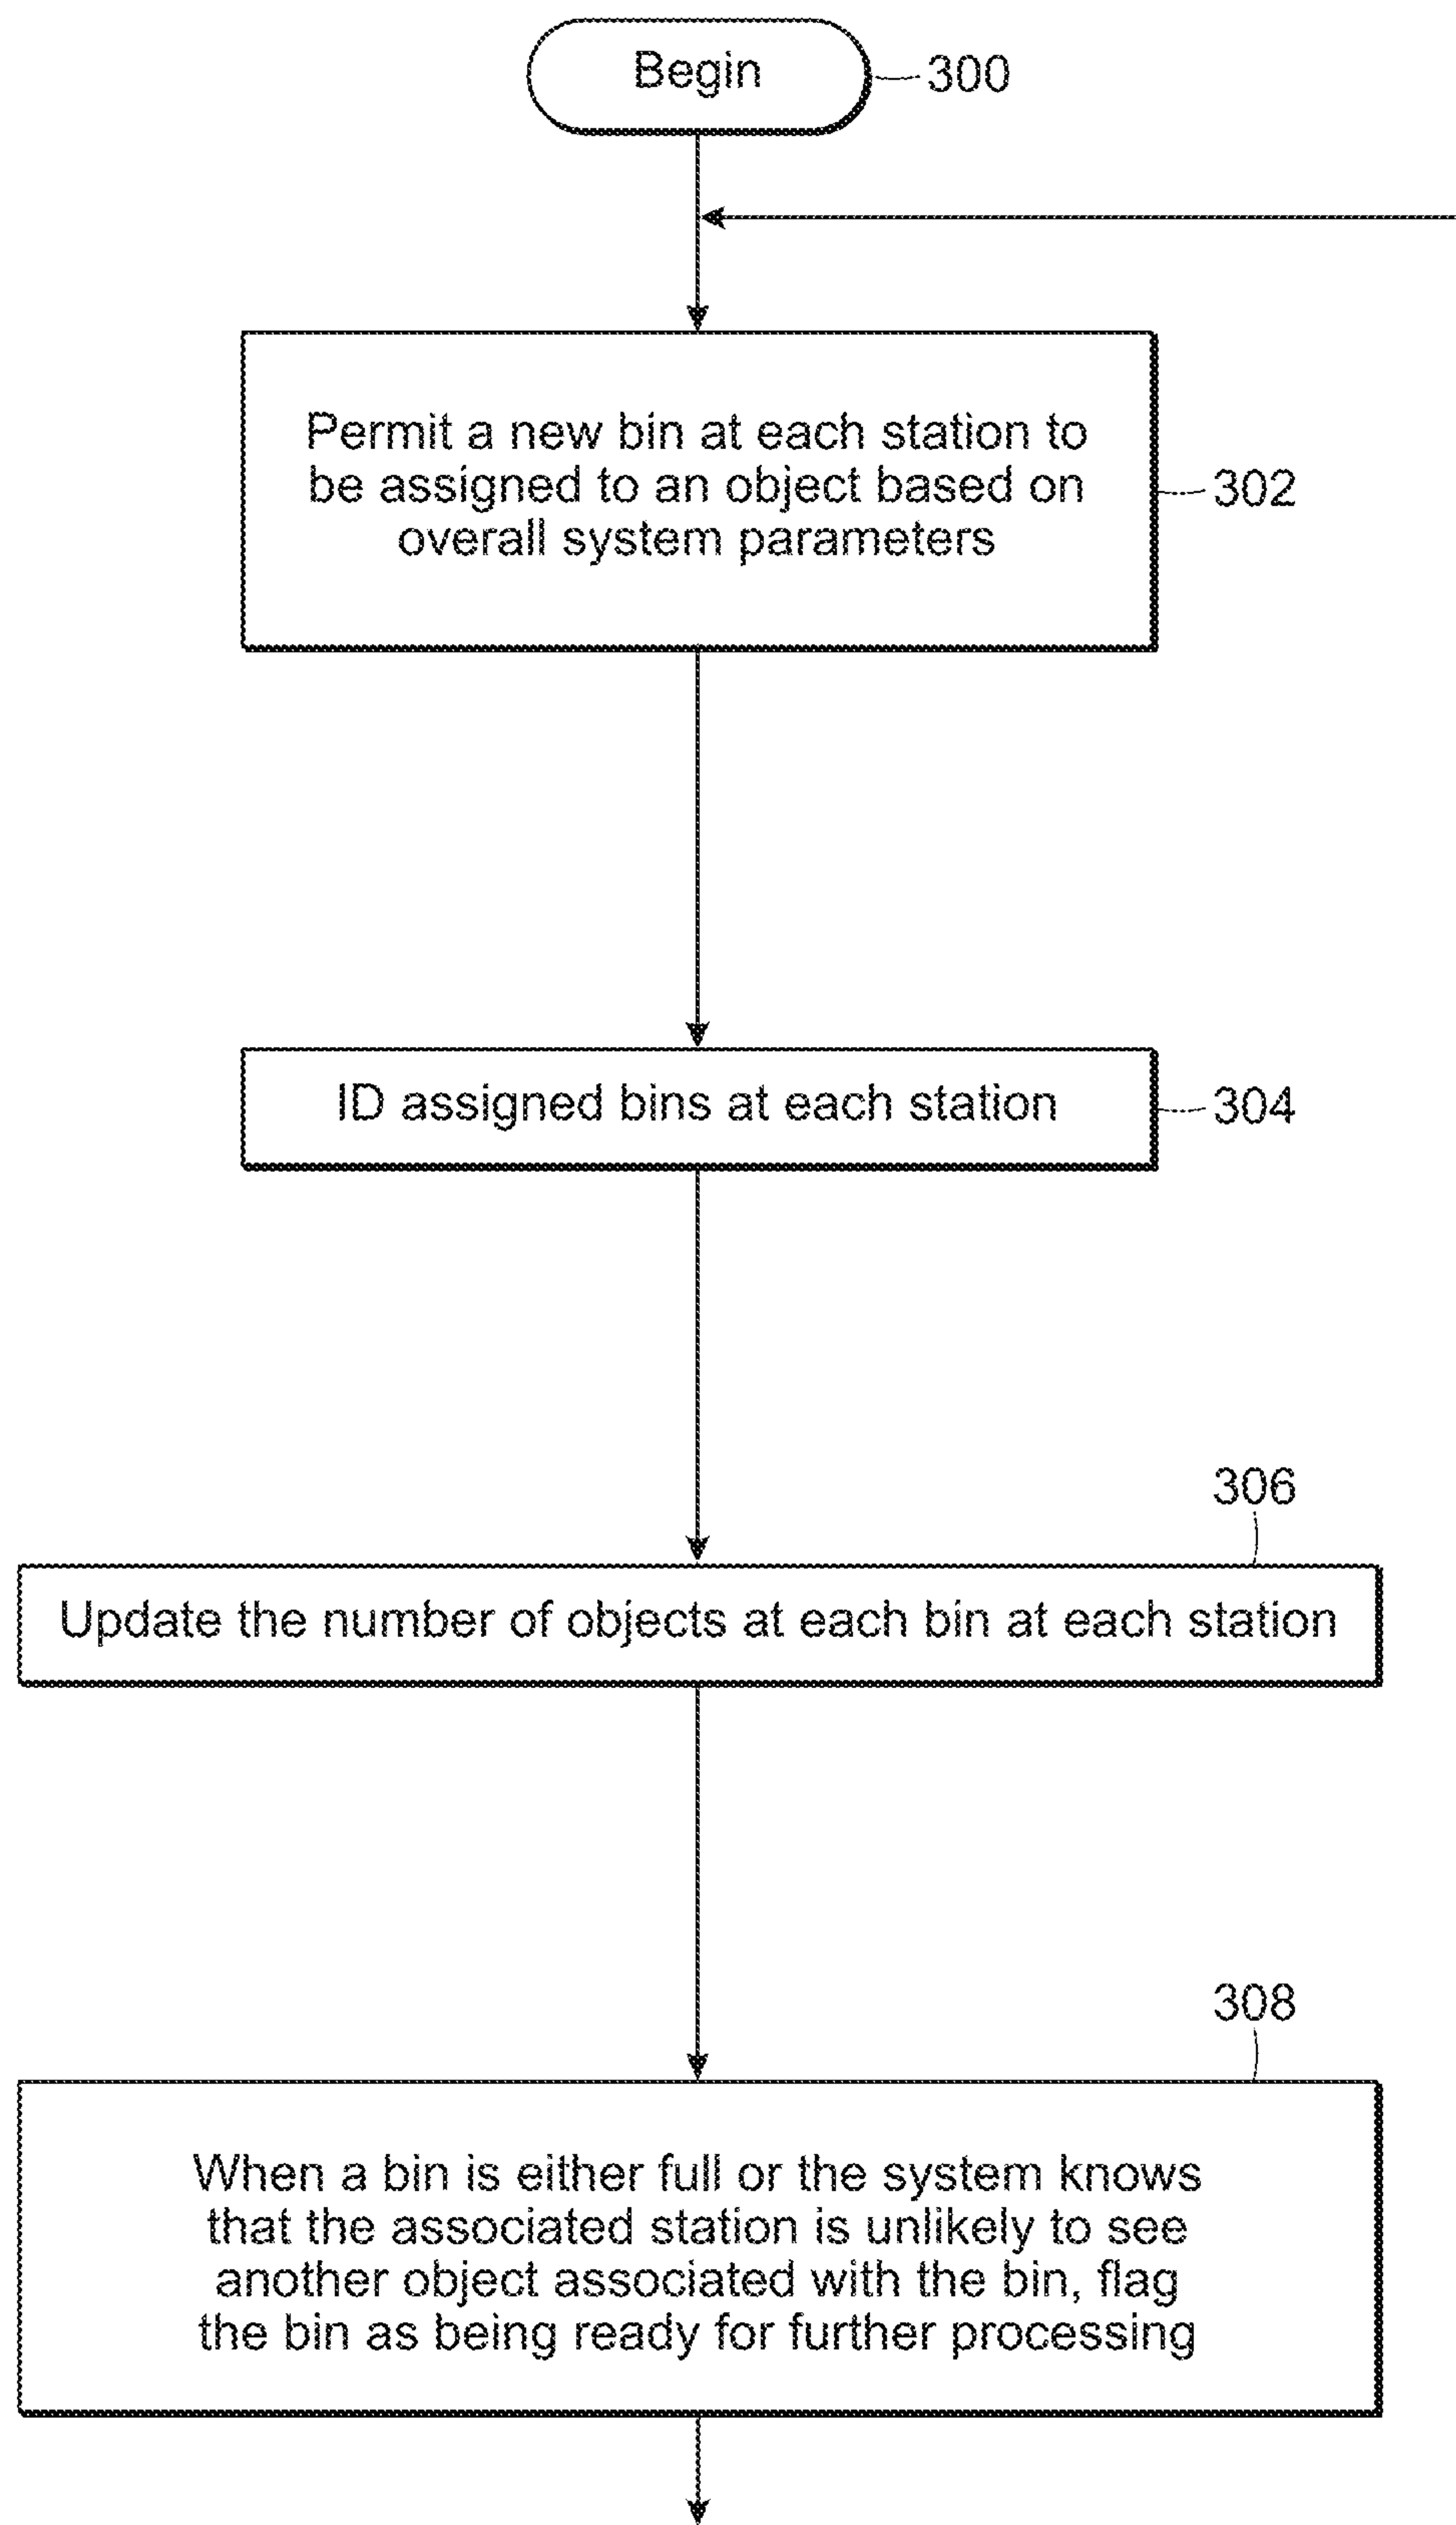 Begin
300
Permit a new bin at each station to
be assigned to an object based on
overall system parameters
302
ID assigned bins at each station
304
306
Update the number of objects at each bin at each station
308
When a bin is either full or the system knows
that the associated station is unlikely to see
another object associated with the bin, flag
the bin as being ready for further processing